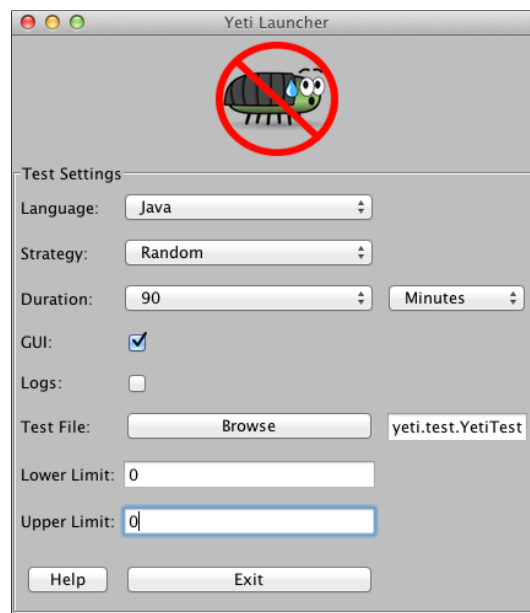 Yeti Launcher
Test Settings
Language: Java
Strategy: Random
Duration: 90 Minutes
GUI:
Logs:
Test File: Browse yeti.test.YetiTest
Lower Limit: 0
Upper Limit: 0
Help Exit